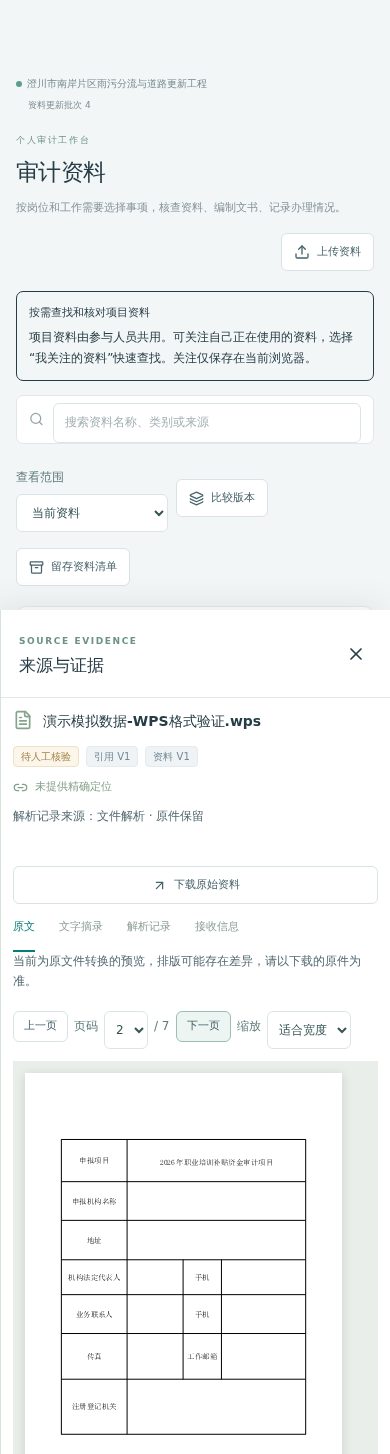 澄川市南岸片区雨污分流与道路更新工程
资料更新批次 4
个人审计工作台
审计资料
按岗位和工作需要选择事项，核查资料、编制文书、记录办理情况。
上传资料
按需查找和核对项目资料
项目资料由参与人员共用。可关注自己正在使用的资料，选择
“我关注的资料”快速查找。关注仅保存在当前浏览器。
搜索资料名称、类别或来源
查看范围
当前资料
比较版本
留存资料清单
SOURCE EVIDENCE
来源与证据
演示模拟数据-WPS格式验证.wps
待人工核验 引用 V1 资料 V1
未提供精确定位
解析记录来源：文件解析 · 原件保留
下载原始资料
原文 文字摘录 解析记录 接收信息
当前为原文件转换的预览，排版可能存在差异，请以下载的原件为
准。
上一页 页码 2 / 7 下一页 缩放 适合宽度
申报项目 2026年职业培训补贴资金审计项目
申报机构名称
地址
机构法定代表人 手机
业务联系人 手机
传真 工作邮箱
注册登记机关